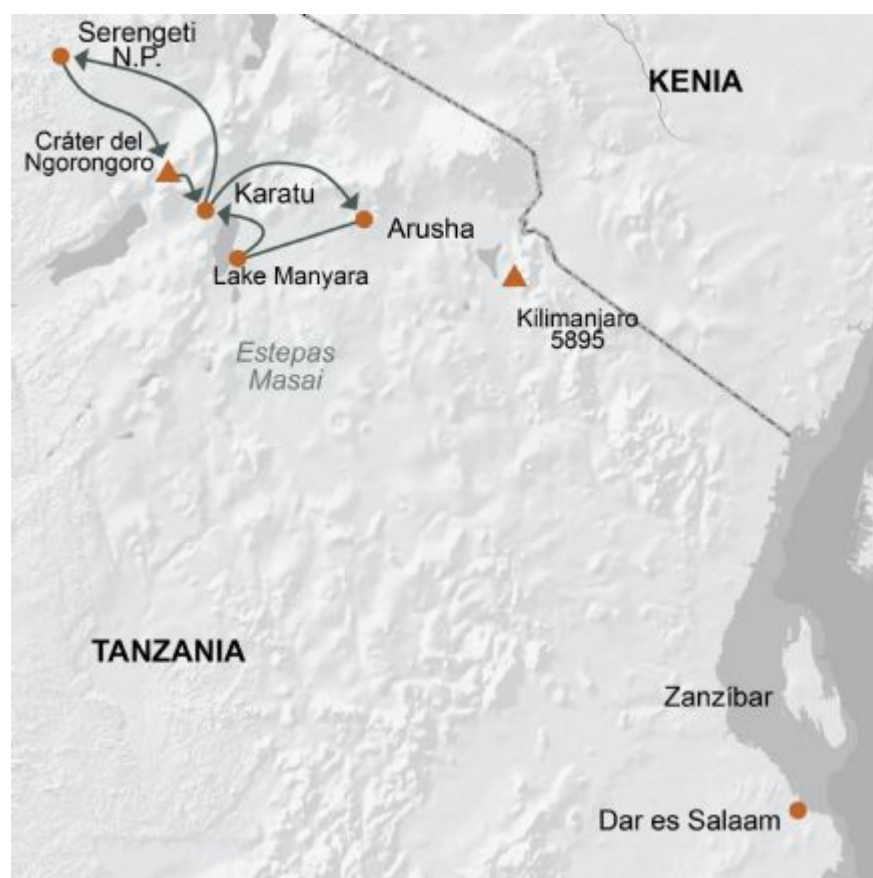 Serengeti
N.P.
KENIA
Cráter del
Ngorongoro
Karatu
Arusha
Lake Manyara
Kilimanjaro
5895
Estepas
Masai
TANZANIA
Zanzíbar
Dar es Salaam